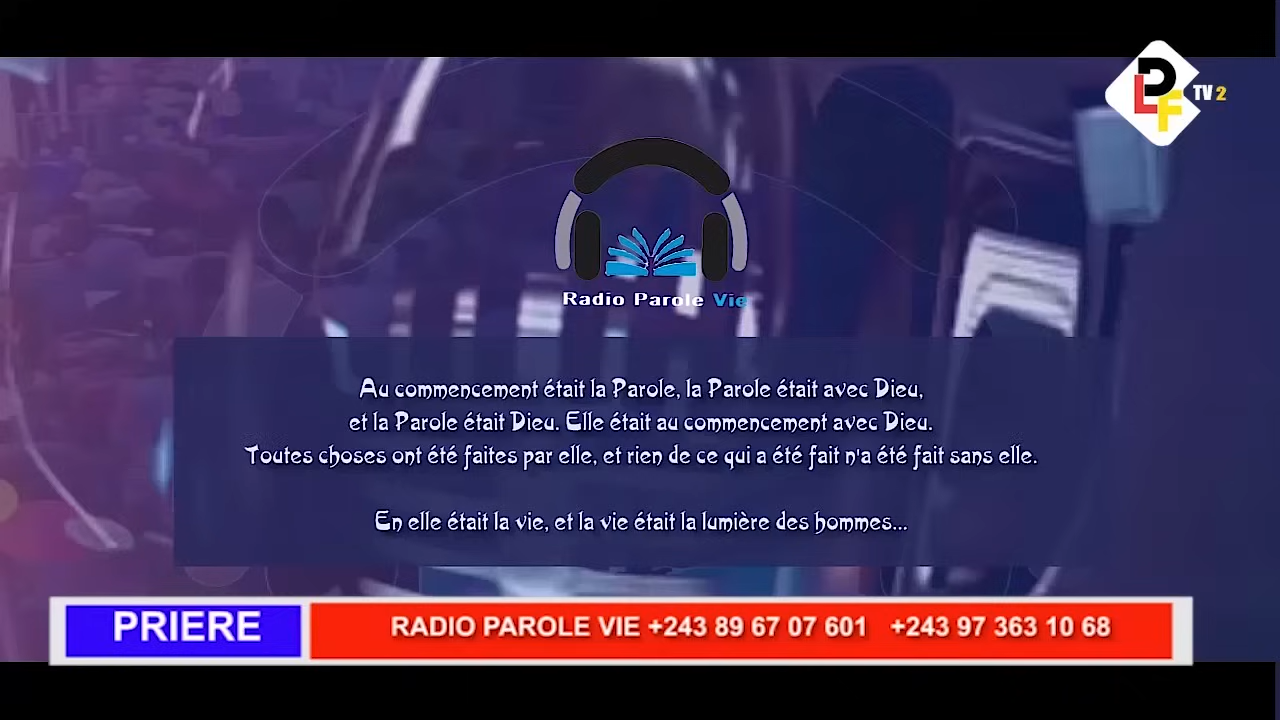 LDF
TV 2
Radio Parole Vie
Au commencement était la Parole, la Parole était avec Dieu,
et la Parole était Dieu. Elle était au commencement avec Dieu.
Toutes choses ont été faites par elle, et rien de ce qui a été fait n'a été fait sans elle.
En elle était la vie, et la vie était la lumière des hommes...
PRIERE
RADIO PAROLE VIE +243 89 67 07 601 +243 97 363 10 68